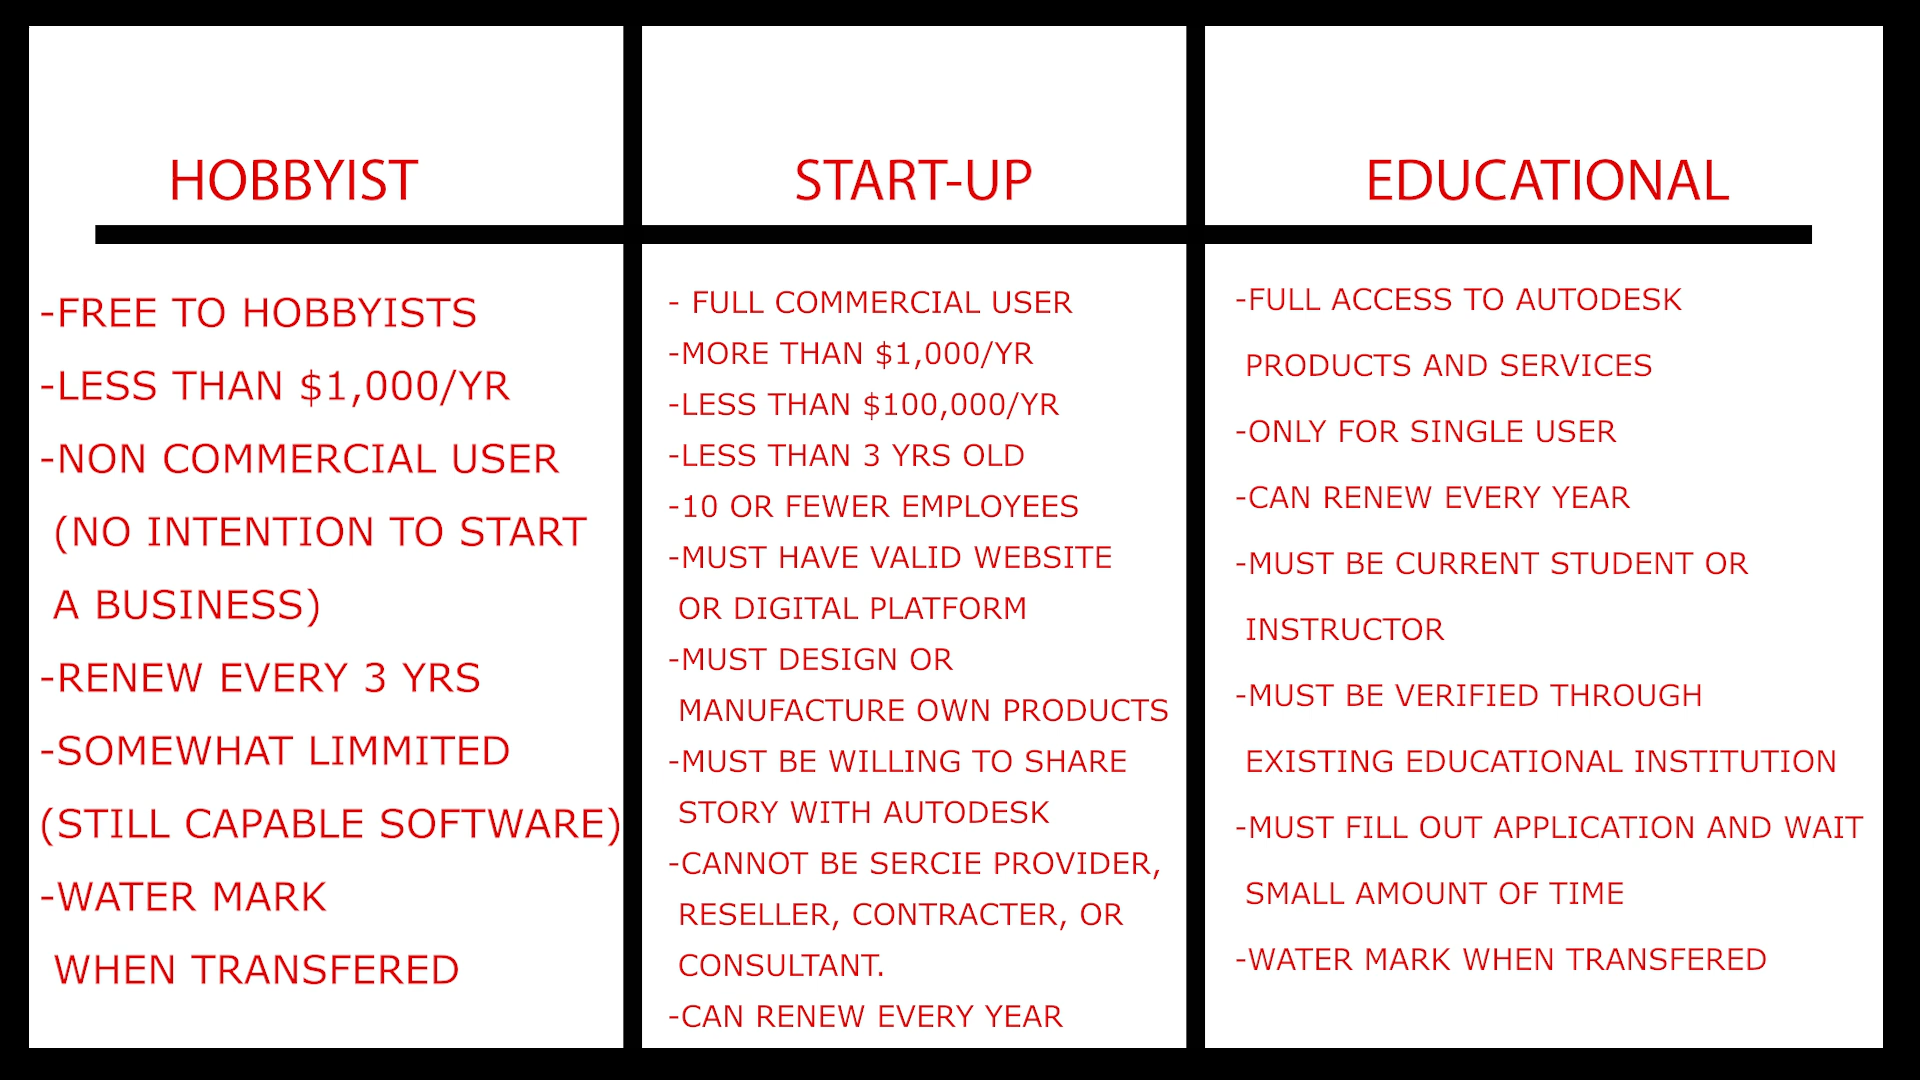 HOBBYIST
-FREE TO HOBBYISTS
-LESS THAN $1,000/YR
-NON COMMERCIAL USER
(NO INTENTION TO START
A BUSINESS)
-RENEW EVERY 3 YRS
-SOMEWHAT LIMMITED
(STILL CAPABLE SOFTWARE)
-WATER MARK
WHEN TRANSFERED
START-UP
- FULL COMMERCIAL USER
-MORE THAN $1,000/YR
-LESS THAN $100,000/YR
-LESS THAN 3 YRS OLD
-10 OR FEWER EMPLOYEES
-MUST HAVE VALID WEBSITE
OR DIGITAL PLATFORM
-MUST DESIGN OR
MANUFACTURE OWN PRODUCTS
-MUST BE WILLING TO SHARE
STORY WITH AUTODESK
-CANNOT BE SERCIE PROVIDER,
RESELLER, CONTRACTER, OR
CONSULTANT.
-CAN RENEW EVERY YEAR
EDUCATIONAL
-FULL ACCESS TO AUTODESK
PRODUCTS AND SERVICES
-ONLY FOR SINGLE USER
-CAN RENEW EVERY YEAR
-MUST BE CURRENT STUDENT OR
INSTRUCTOR
-MUST BE VERIFIED THROUGH
EXISTING EDUCATIONAL INSTITUTION
-MUST FILL OUT APPLICATION AND WAIT
SMALL AMOUNT OF TIME
-WATER MARK WHEN TRANSFERED